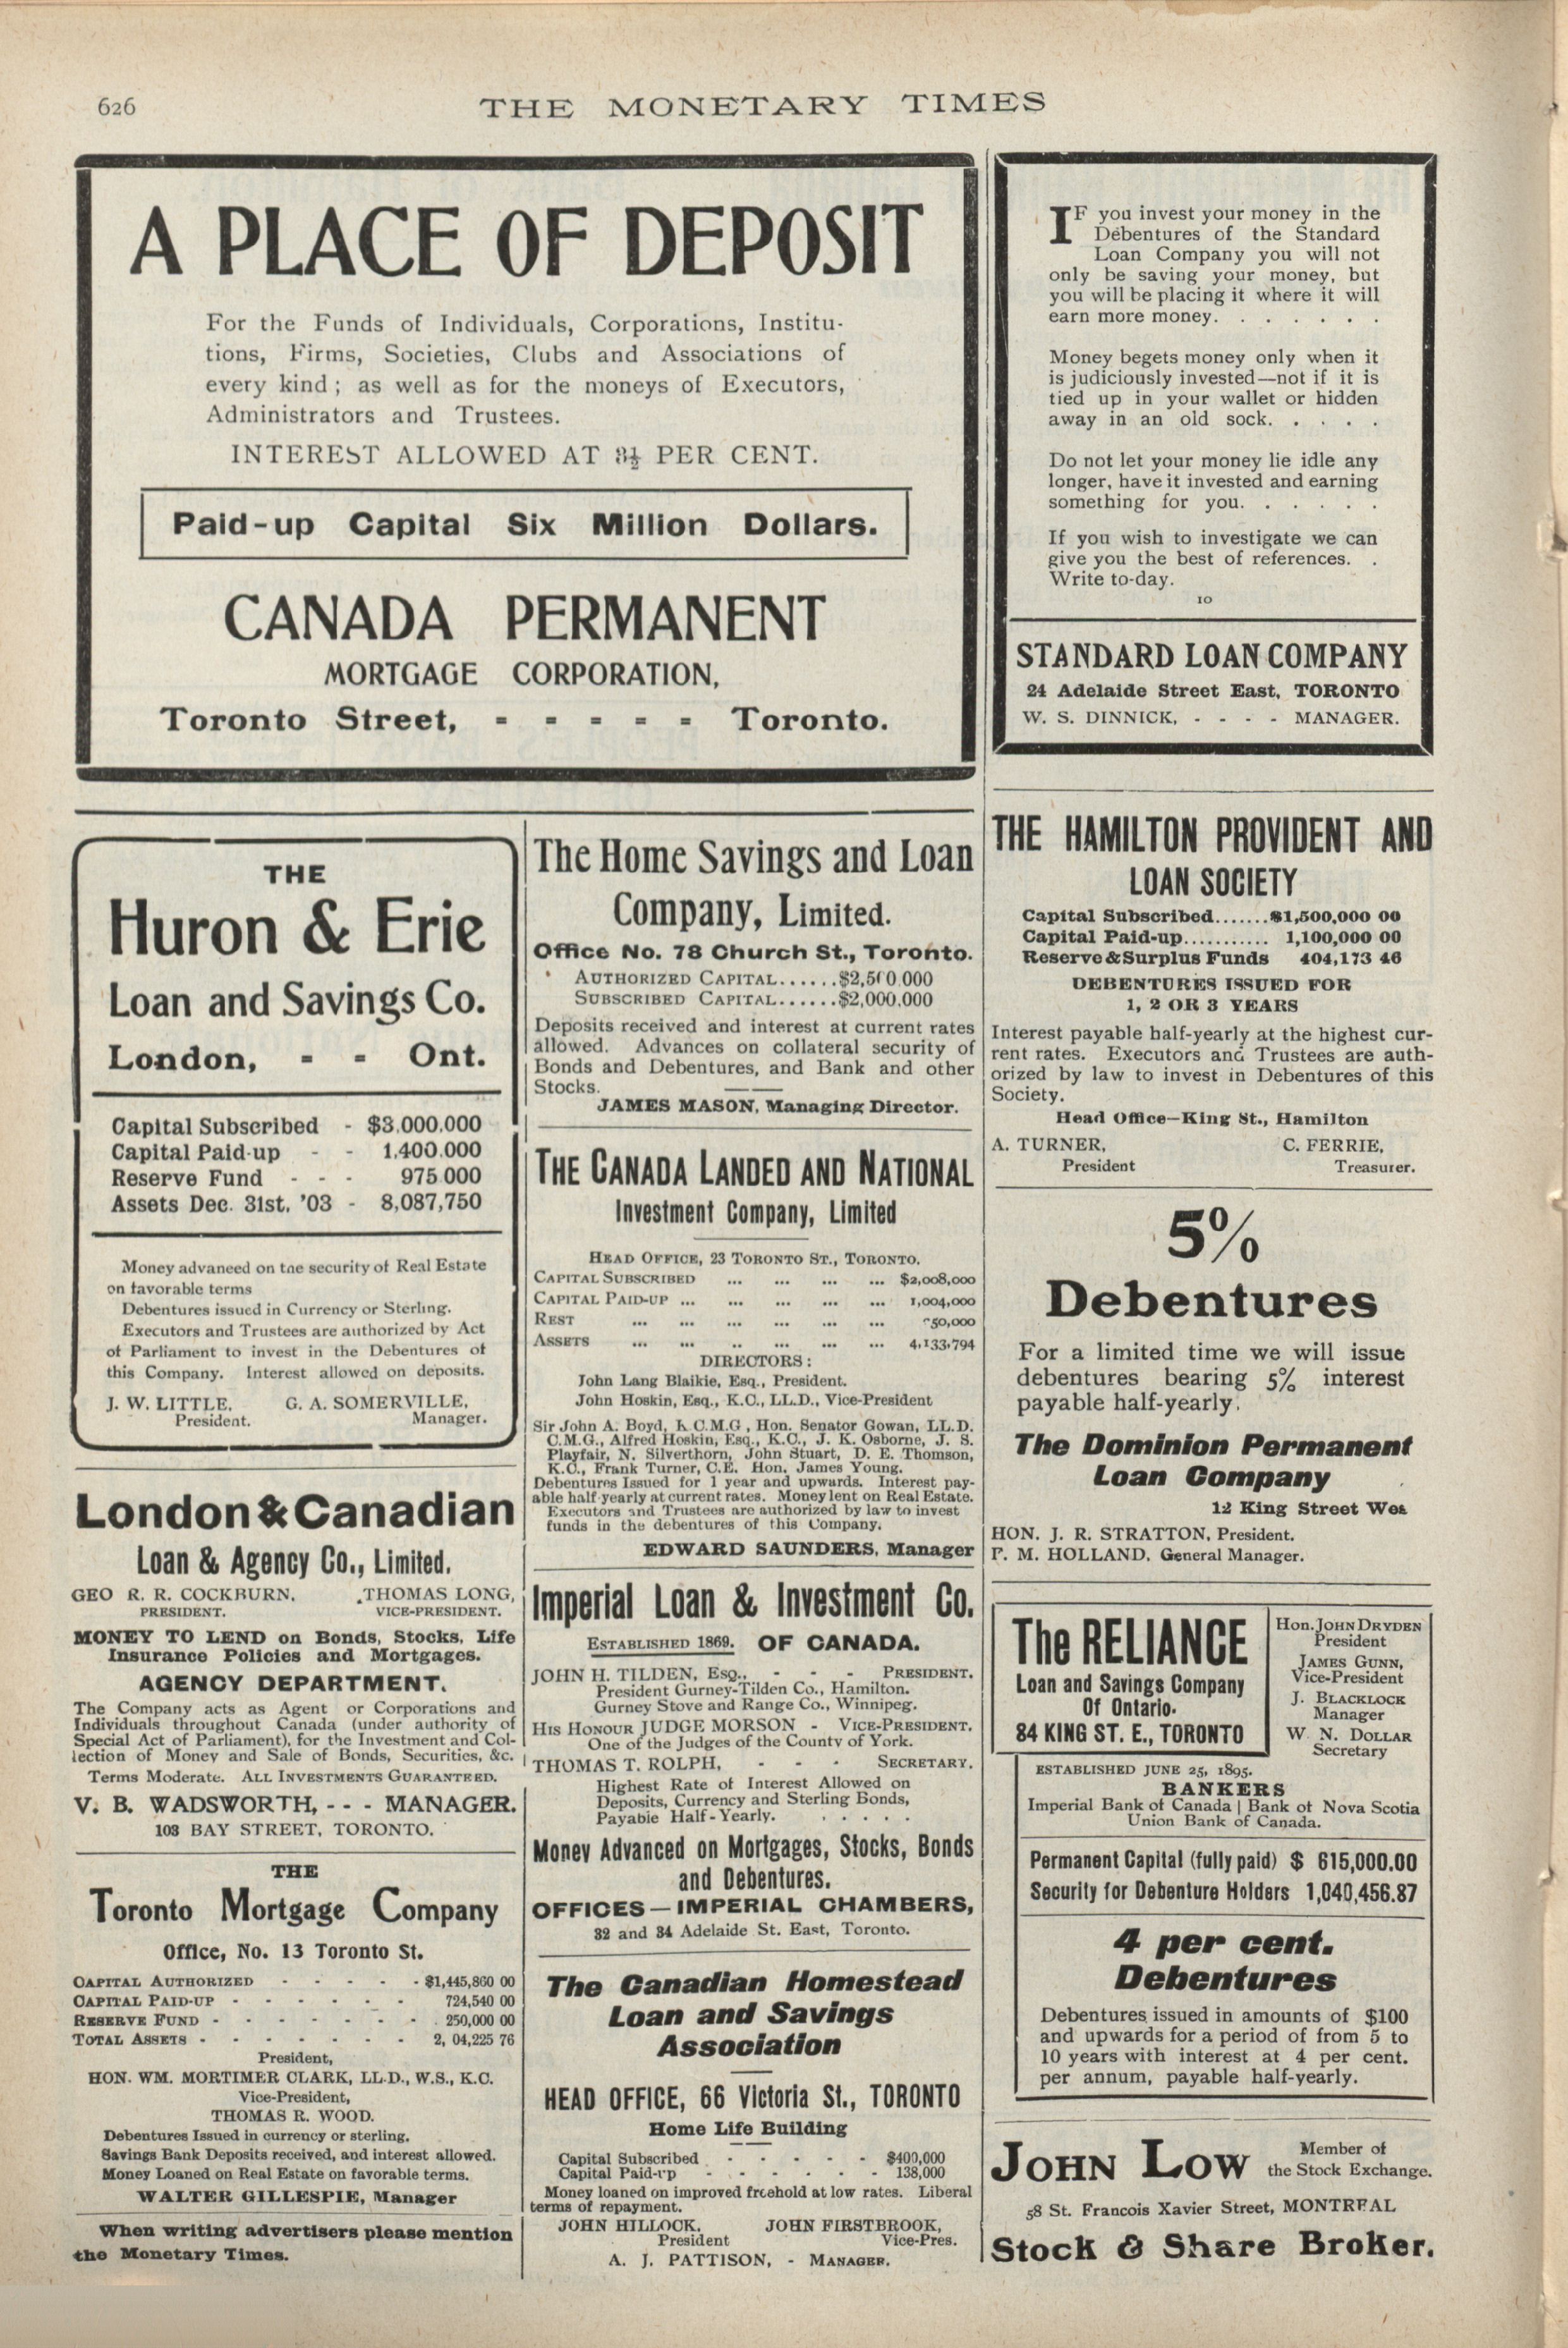 626
THE MONETARY TIMES
A PLACE OF DEPOSIT
For the Funds of Individuals, Corporations, Institu-
tions, Firms, Societies, Clubs and Associations of
every kind; as well as for the moneys of Executors,
Administrators and Trustees.
INTEREST ALLOWED AT 3½ PER CENT.
Paid-up Capital Six Million Dollars.
CANADA PERMANENT
MORTGAGE CORPORATION,
Toronto Street, - - - - - Toronto.
IF you invest your money in the
Debentures of the Standard
Loan Company you will not
only be saving your money, but
you will be placing it where it will
earn more money. . . . . . .
Money begets money only when it
is judiciously invested—not if it is
tied up in your wallet or hidden
away in an old sock. . . . . .
Do not let your money lie idle any
longer, have it invested and earning
something for you. . . . . . .
If you wish to investigate we can
give you the best of references. .
Write to-day.
10
STANDARD LOAN COMPANY
24 Adelaide Street East, TORONTO
W. S. DINNICK, - - - - MANAGER.
THE
Huron & Erie
Loan and Savings Co.
London, - - Ont.
Capital Subscribed - $3.000.000
Capital Paid-up - - 1.400.000
Reserve Fund - - - 975.000
Assets Dec. 31st, '03 - 8,087,750
Money advanced on the security of Real Estate
on favorable terms
Debentures issued in Currency or Sterling.
Executors and Trustees are authorized by Act
of Parliament to invest in the Debentures of
this Company. Interest allowed on deposits.
J. W. LITTLE, G. A. SOMERVILLE,
President. Manager.
London & Canadian
Loan & Agency Co., Limited.
GEO R. R. COCKBURN, THOMAS LONG,
PRESIDENT. VICE-PRESIDENT.
MONEY TO LEND on Bonds, Stocks, Life
Insurance Policies and Mortgages.
AGENCY DEPARTMENT.
The Company acts as Agent or Corporations and
Individuals throughout Canada (under authority of
Special Act of Parliament), for the Investment and Col-
lection of Money and Sale of Bonds, Securities, &c.
Terms Moderate. ALL INVESTMENTS GUARANTEED.
V. B. WADSWORTH, - - - MANAGER.
103 BAY STREET, TORONTO.
THE
Toronto Mortgage Company
Office, No. 13 Toronto St.
CAPITAL AUTHORIZED - - - - - $1,445,860 00
CAPITAL PAID-UP - - - - - - 724,540 00
RESERVE FUND - - - - - - - 250,000 00
TOTAL ASSETS - - - - - - - 2, 04,225 76
President,
HON. WM. MORTIMER CLARK, LL.D., W.S., K.C.
Vice-President,
THOMAS R. WOOD.
Debentures Issued in currency or sterling.
Savings Bank Deposits received, and interest allowed.
Money Loaned on Real Estate on favorable terms.
WALTER GILLESPIE, Manager
When writing advertisers please mention
the Monetary Times.
The Home Savings and Loan
Company, Limited.
Office No. 78 Church St., Toronto.
AUTHORIZED CAPITAL......$2,500.000
SUBSCRIBED CAPITAL......$2,000,000
Deposits received and interest at current rates
allowed. Advances on collateral security of
Bonds and Debentures, and Bank and other
Stocks.
JAMES MASON, Managing Director.
THE CANADA LANDED AND NATIONAL
Investment Company, Limited
HEAD OFFICE, 23 TORONTO ST., TORONTO.
CAPITAL SUBSCRIBED ... ... ... ... $2,008,000
CAPITAL PAID-UP ... ... ... ... ... 1,004,000
REST ... ... ... ... ... ... 50,000
ASSETS ... ... .. ... ... ... 4,133,794
DIRECTORS:
John Lang Blaikie, Esq., President.
John Hoskin, Esq., K.C., LL.D., Vice-President
Sir John A. Boyd, K.C.M.G, Hon. Senator Gowan, LL.D.
C.M.G., Alfred Hoskin, Esq., K.C., J. K. Osborne, J. S.
Playfair, N. Silverthorn, John Stuart, D. E. Thomson,
K.C., Frank Turner, C.E. Hon. James Young.
Debentures Issued for 1 year and upwards. Interest pay-
able half-yearly at current rates. Money lent on Real Estate.
Executors and Trustees are authorized by law to invest
funds in the debentures of this Company.
EDWARD SAUNDERS, Manager
Imperial Loan & Investment Co.
ESTABLISHED 1869. OF CANADA.
JOHN H. TILDEN, Esq., - - - PRESIDENT.
President Gurney-Tilden Co., Hamilton.
Gurney Stove and Range Co., Winnipeg.
HIS HONOUR JUDGE MORSON - VICE-PRESIDENT.
One of the Judges of the County of York.
THOMAS T. ROLPH, - - - SECRETARY.
Highest Rate of Interest Allowed on
Deposits, Currency and Sterling Bonds,
Payable Half-Yearly. . . . . .
Money Advanced on Mortgages, Stocks, Bonds
and Debentures.
OFFICES—IMPERIAL CHAMBERS,
32 and 34 Adelaide St. East, Toronto.
The Canadian Homestead
Loan and Savings
Association
HEAD OFFICE, 66 Victoria St., TORONTO
Home Life Building
Capital Subscribed - - - - - $400,000
Capital Paid-up - - - - - - 138,000
Money loaned on improved freehold at low rates. Liberal
terms of repayment.
JOHN HILLOCK, JOHN FIRSTBROOK,
President Vice-Pres.
A. J. PATTISON, - MANAGER.
THE HAMILTON PROVIDENT AND
LOAN SOCIETY
Capital Subscribed.......$1,500,000 00
Capital Paid-up........... 1,100,000 00
Reserve & Surplus Funds 404,173 46
DEBENTURES ISSUED FOR
1, 2 OR 3 YEARS
Interest payable half-yearly at the highest cur-
rent rates. Executors and Trustees are auth-
orized by law to invest in Debentures of this
Society.
Head Office—King St., Hamilton
A. TURNER, C. FERRIE,
President Treasurer.
5%
Debentures
For a limited time we will issue
debentures bearing 5% interest
payable half-yearly.
The Dominion Permanent
Loan Company
12 King Street Wes
HON. J. R. STRATTON, President.
F. M. HOLLAND, General Manager.
The RELIANCE
Loan and Savings Company
Of Ontario.
84 KING ST. E., TORONTO
Hon. JOHN DRYDEN
President
JAMES GUNN,
Vice-President
J. BLACKLOCK
Manager
W. N. DOLLAR
Secretary
ESTABLISHED JUNE 25, 1895.
BANKERS
Imperial Bank of Canada | Bank of Nova Scotia
Union Bank of Canada.
Permanent Capital (fully paid) $ 615,000.00
Security for Debenture Holders 1,040,456.87
4 per cent.
Debentures
Debentures issued in amounts of $100
and upwards for a period of from 5 to
10 years with interest at 4 per cent.
per annum, payable half-yearly.
JOHN LOW Member of
the Stock Exchange.
58 St. Francois Xavier Street, MONTREAL
Stock & Share Broker.